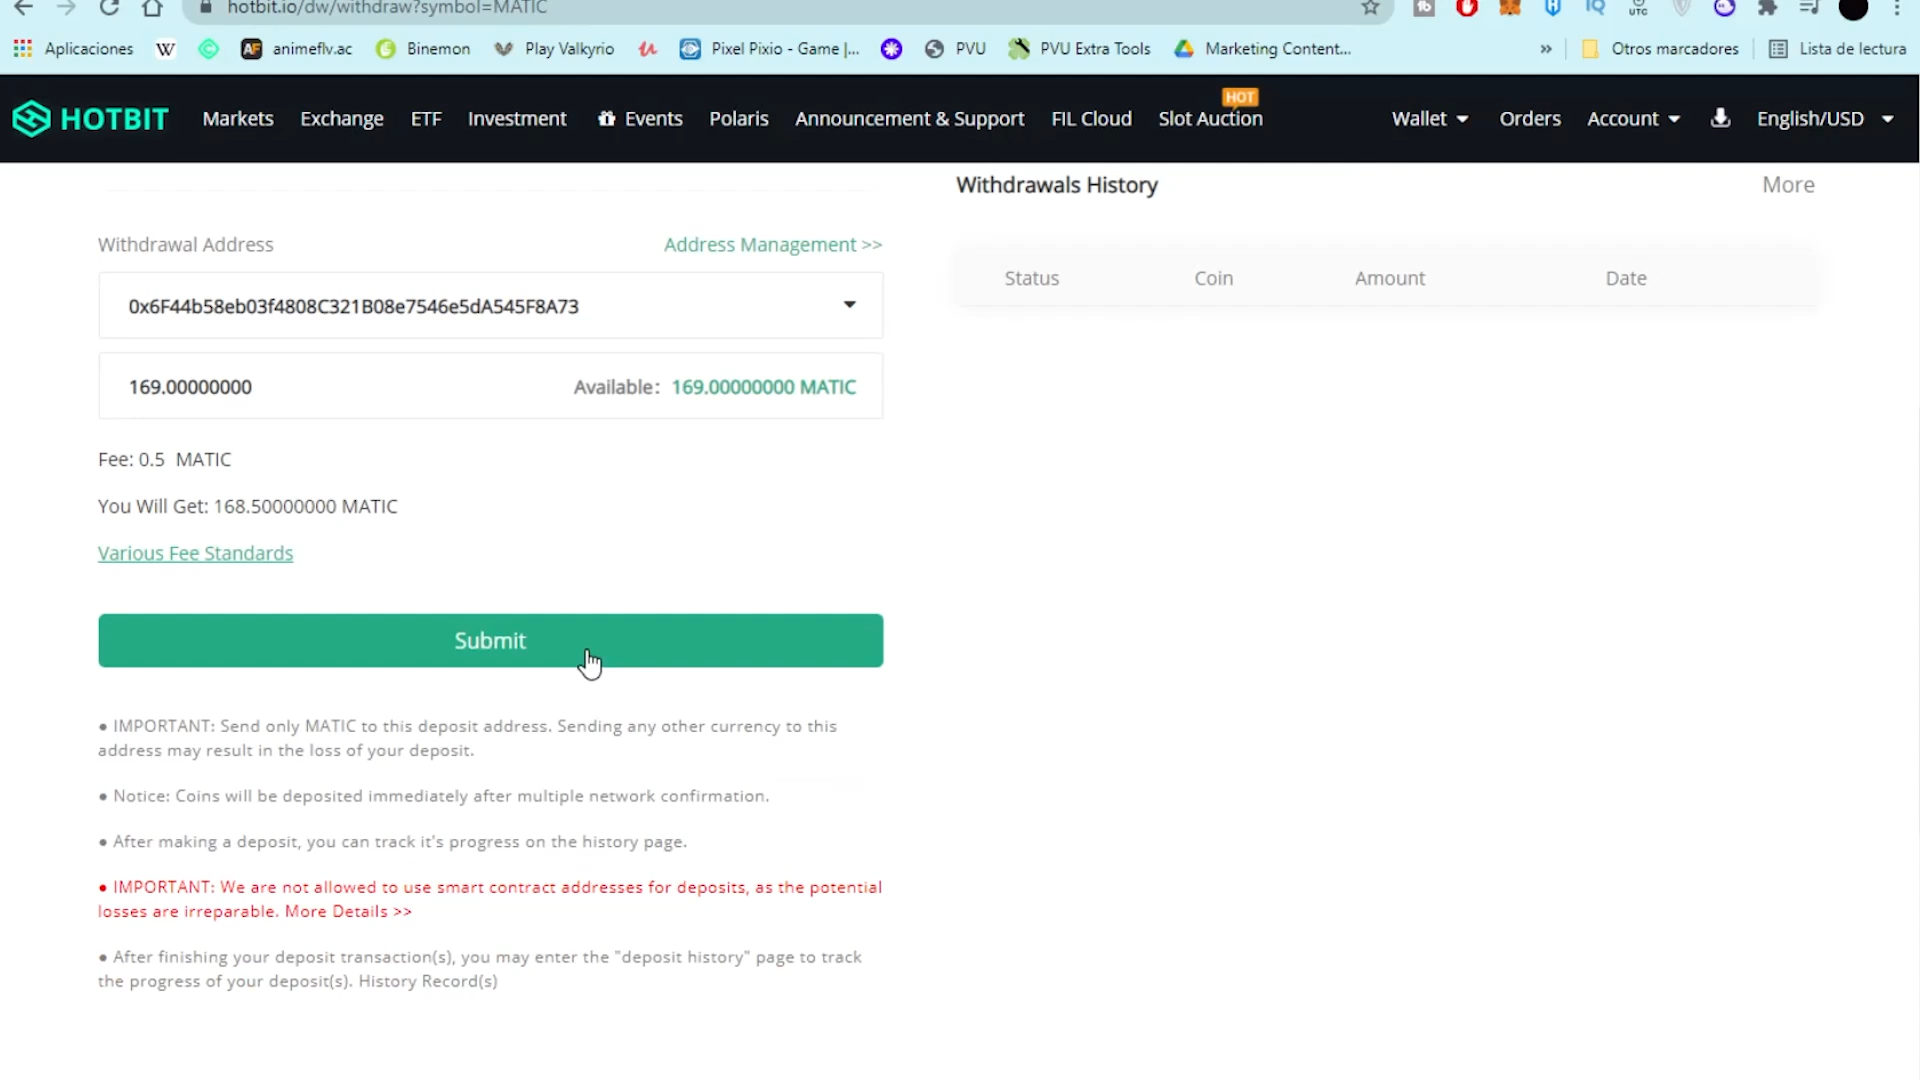 hotbit.io/dw/withdraw?symbol=MATIC
Aplicaciones W AF animeflv.ac Binemon Play Valkyrio Pixel Pixio - Game |... PVU PVU Extra Tools Marketing Content... » Otros marcadores Lista de lectura
HOT
HOTBIT Markets Exchange ETF Investment Events Polaris Announcement & Support FIL Cloud Slot Auction Wallet Orders Account English/USD
Withdrawals History More
Withdrawal Address Address Management >>
Status Coin Amount Date
0x6F44b58eb03f4808C321B08e7546e5dA545F8A73
169.00000000 Available: 169.00000000 MATIC
Fee: 0.5 MATIC
You Will Get: 168.50000000 MATIC
Various Fee Standards
Submit
● IMPORTANT: Send only MATIC to this deposit address. Sending any other currency to this
address may result in the loss of your deposit.
● Notice: Coins will be deposited immediately after multiple network confirmation.
● After making a deposit, you can track it's progress on the history page.
● IMPORTANT: We are not allowed to use smart contract addresses for deposits, as the potential
losses are irreparable. More Details >>
● After finishing your deposit transaction(s), you may enter the "deposit history" page to track
the progress of your deposit(s). History Record(s)